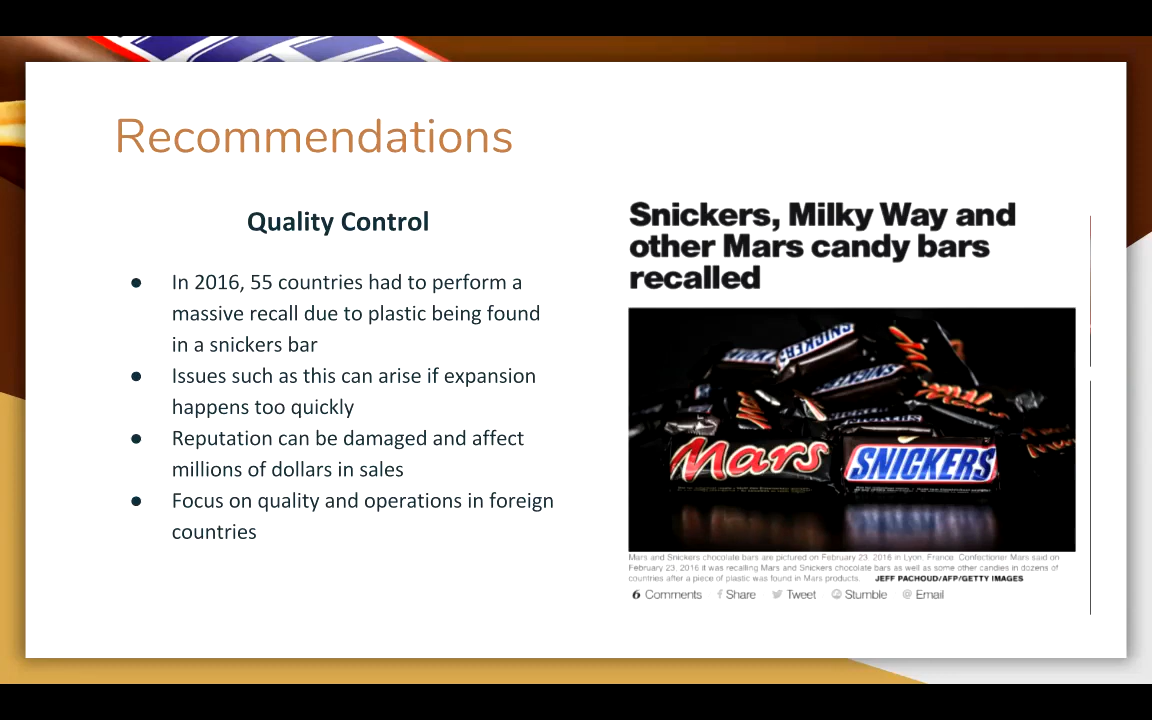 Recommendations
Quality Control
● In 2016, 55 countries had to perform a
massive recall due to plastic being found
in a snickers bar
● Issues such as this can arise if expansion
happens too quickly
● Reputation can be damaged and affect
millions of dollars in sales
● Focus on quality and operations in foreign
countries
Snickers, Milky Way and
other Mars candy bars
recalled
SNICKERS
SNICKERS
SNICKERS
Mars
SNICKERS
Mars and Snickers chocolate bars are pictured on February 23, 2016 in Lyon, France. Confectioner Mars said on
February 23, 2016 it was recalling Mars and Snickers chocolate bars as well as some other candies in dozens of
countries after a piece of plastic was found in Mars products. JEFF PACHOUD/AFP/GETTY IMAGES
6 Comments Share Tweet Stumble @ Email